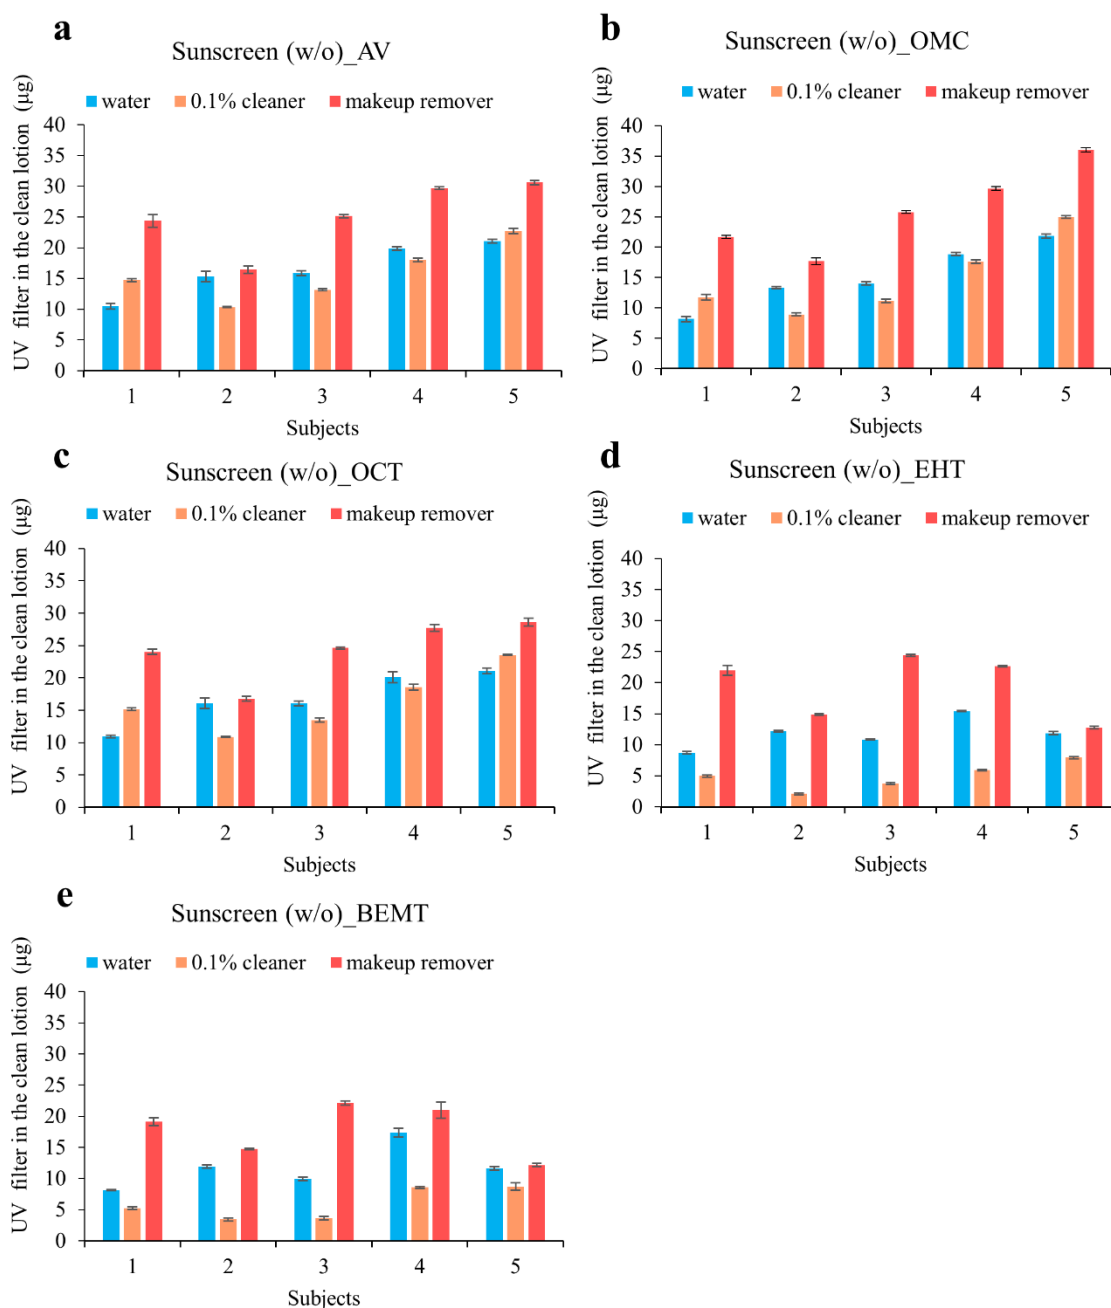 a
Sunscreen (w/o)_AV
water 0.1% cleaner makeup remover
UV filter in the clean lotion (μg)
40
35
30
25
20
15
10
5
0
1 2 3 4 5
Subjects
b
Sunscreen (w/o)_OMC
water 0.1% cleaner makeup remover
UV filter in the clean lotion (μg)
40
35
30
25
20
15
10
5
0
1 2 3 4 5
Subjects
c
Sunscreen (w/o)_OCT
water 0.1% cleaner makeup remover
UV filter in the clean lotion (μg)
40
35
30
25
20
15
10
5
0
1 2 3 4 5
Subjects
d
Sunscreen (w/o)_EHT
water 0.1% cleaner makeup remover
UV filter in the clean lotion (μg)
40
35
30
25
20
15
10
5
0
1 2 3 4 5
Subjects
e
Sunscreen (w/o)_BEMT
water 0.1% cleaner makeup remover
UV filter in the clean lotion (μg)
40
35
30
25
20
15
10
5
0
1 2 3 4 5
Subjects